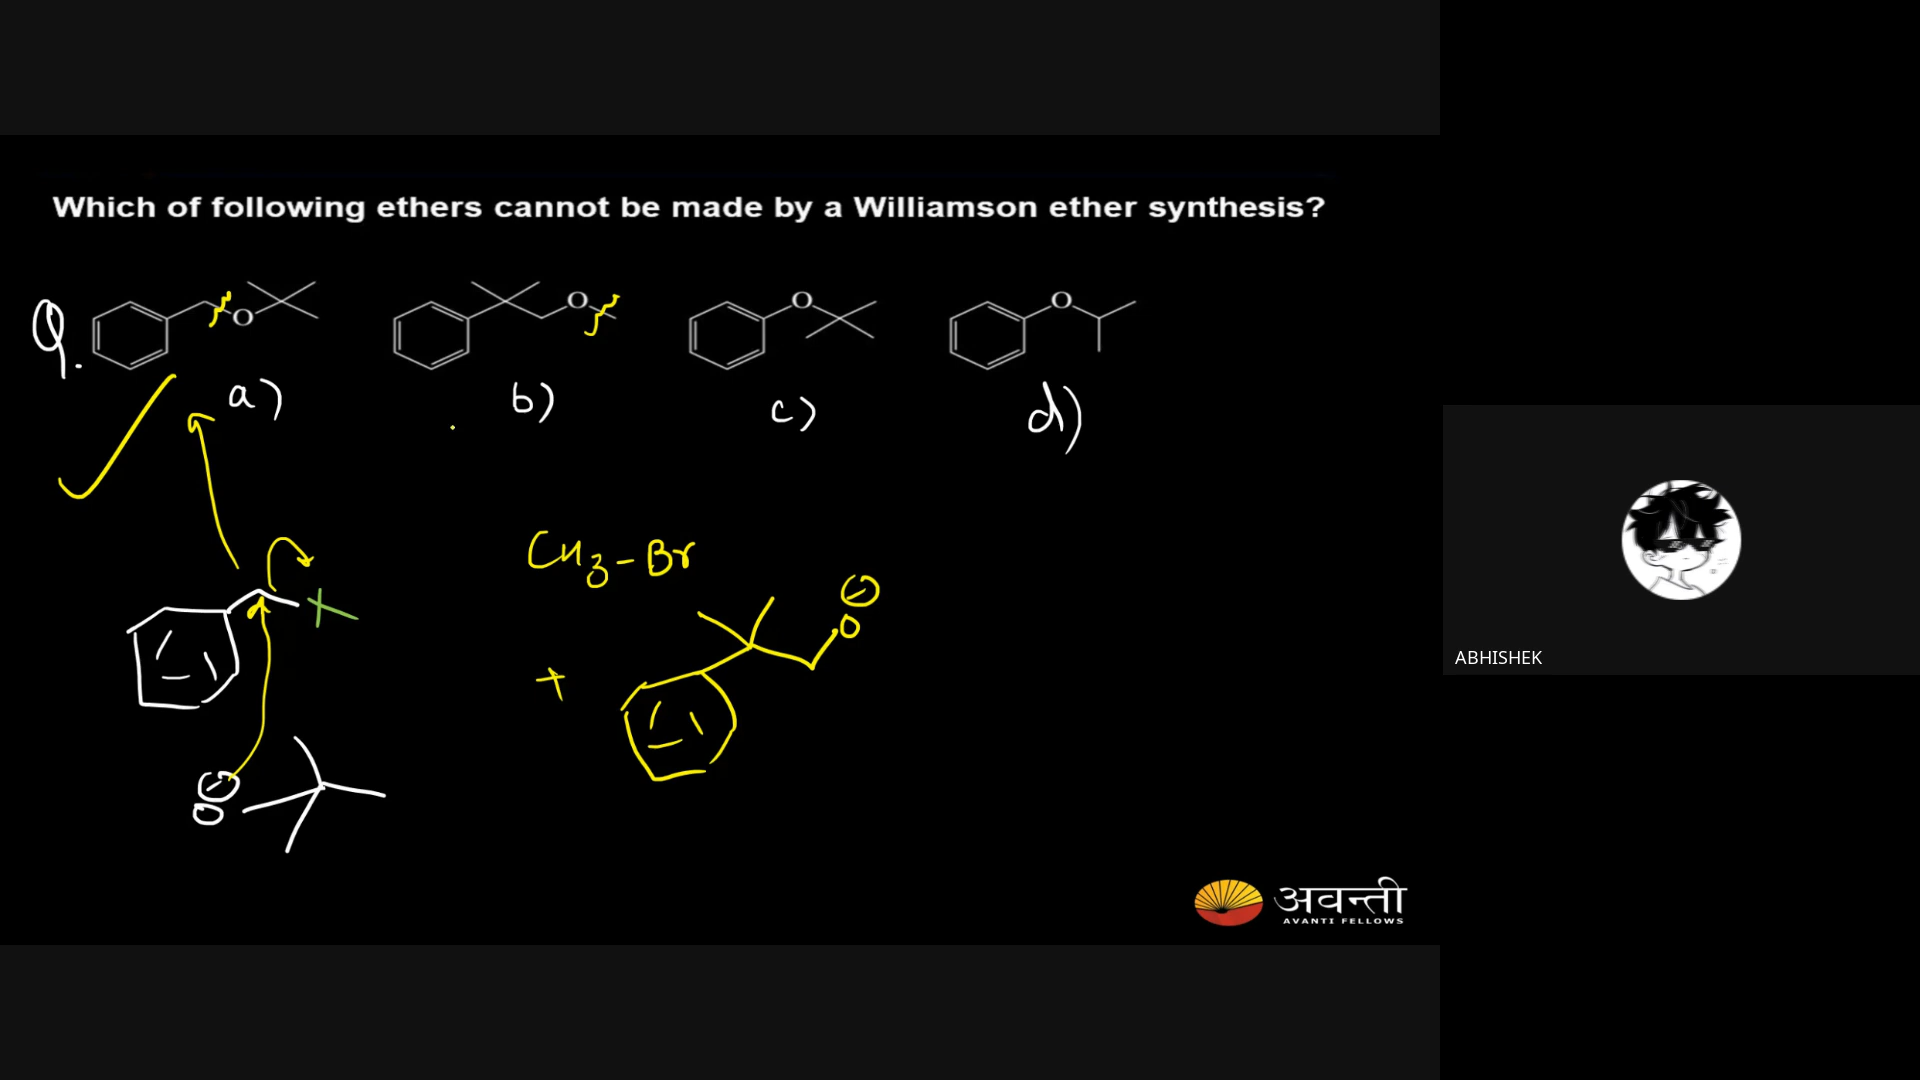 Which of following ethers cannot be made by a Williamson ether synthesis?
Q.
O
O
O
O
a)
b)
c)
d)
CH3-Br
⊖
O
X
+
⊖
O
ABHISHEK
अवन्ती
AVANTI FELLOWS